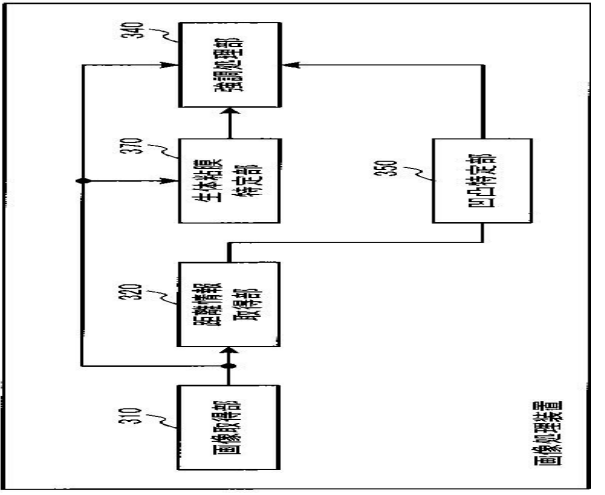 画像処理装置
310
画像取得部
320
距離情報
取得部
370
生体粘膜
特定部
340
強調処理部
350
凹凸特定部